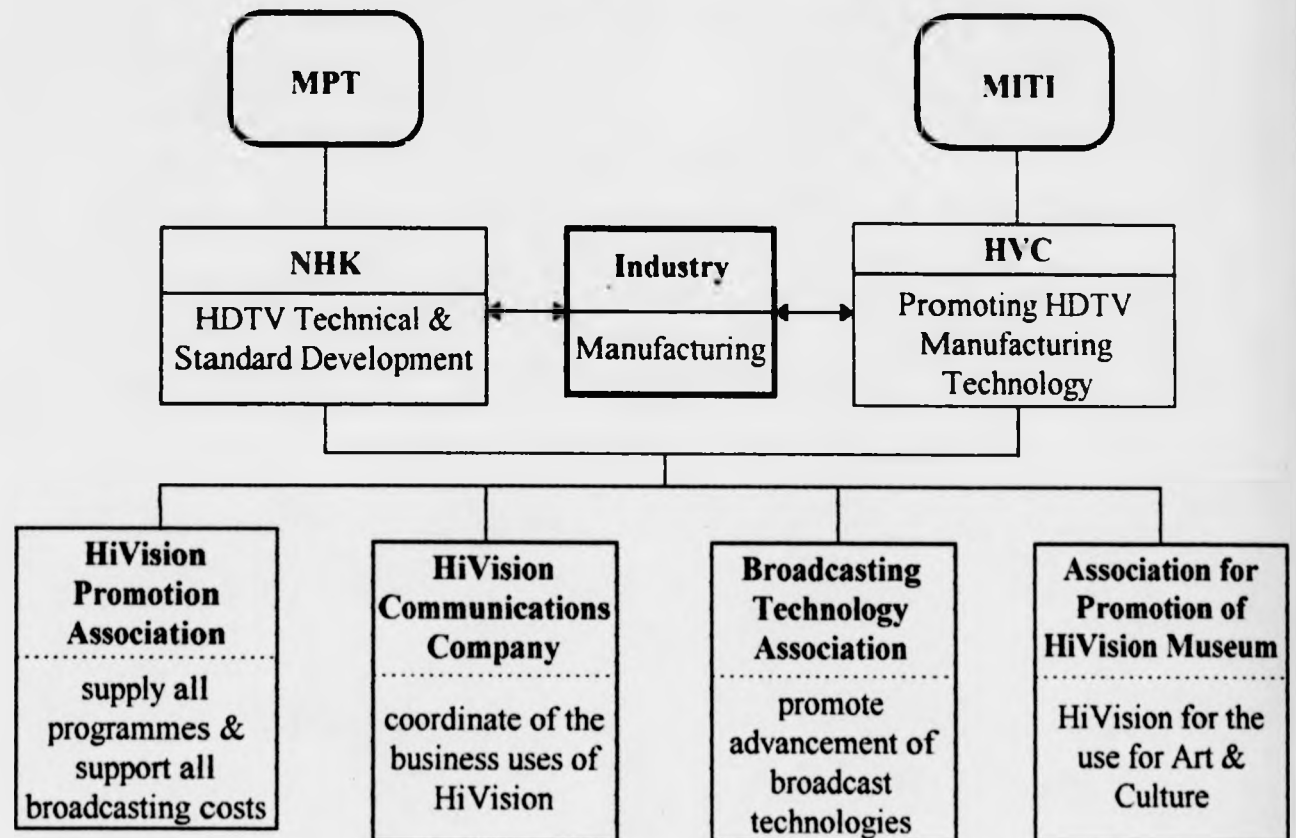 MPT
MITI
NHK
HDTV Technical &
Standard Development
Industry
Manufacturing
HVC
Promoting HDTV
Manufacturing
Technology
HiVision
Promotion
Association
supply all
programmes &
support all
broadcasting costs
HiVision
Communications
Company
coordinate of the
business uses of
HiVision
Broadcasting
Technology
Association
promote
advancement of
broadcast
technologies
Association for
Promotion of
HiVision Museum
HiVision for the
use for Art &
Culture